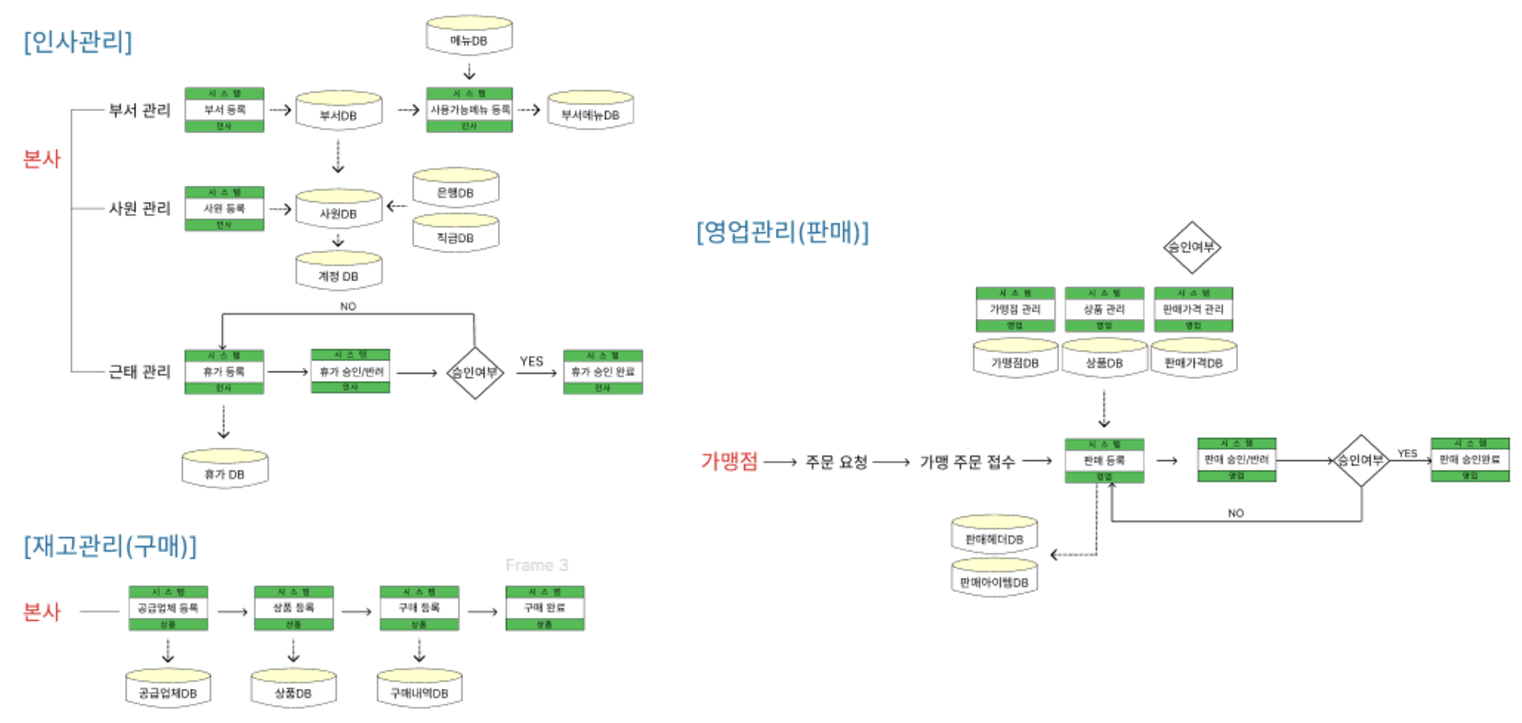 [인사관리]
메뉴DB
본사
부서 관리
시 스 템
부서 등록
인사
부서DB
시 스 템
사용가능메뉴 등록
인사
부서메뉴DB
사원 관리
시 스 템
사원 등록
인사
사원DB
은행DB
직급DB
계정 DB
NO
근태 관리
시 스 템
휴가 등록
인사
시 스 템
휴가 승인/반려
인사
승인여부
YES
시 스 템
휴가 승인 완료
인사
휴가 DB
[재고관리(구매)]
Frame 3
본사
시 스 템
공급업체 등록
상품
시 스 템
상품 등록
상품
시 스 템
구매 등록
상품
시 스 템
구매 완료
상품
공급업체DB
상품DB
구매내역DB
[영업관리(판매)]
승인여부
시 스 템
가맹점 관리
영업
시 스 템
상품 관리
영업
시 스 템
판매가격 관리
영업
가맹점DB
상품DB
판매가격DB
가맹점
주문 요청
가맹 주문 접수
시 스 템
판매 등록
영업
시 스 템
판매 승인/반려
영업
승인여부
YES
시 스 템
판매 승인완료
영업
NO
판매헤더DB
판매아이템DB